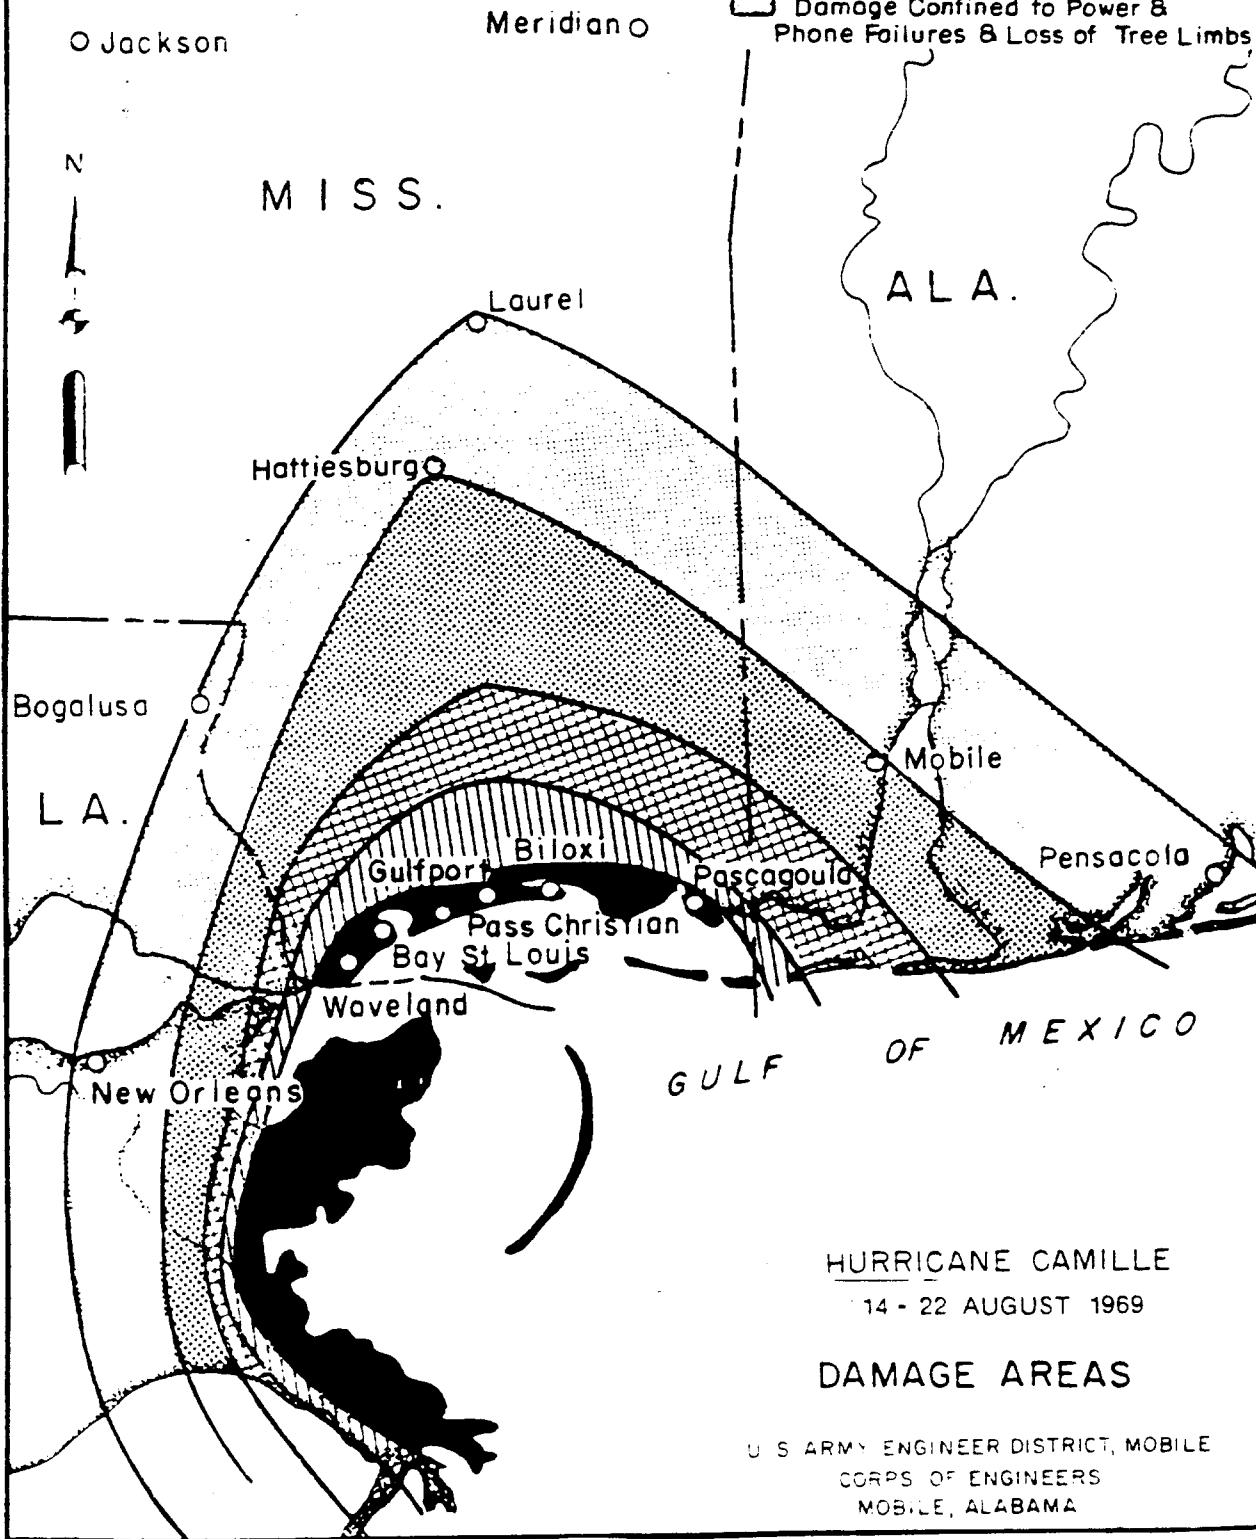 Damage Confined to Power &
Phone Failures & Loss of Tree Limbs
Meridian
Jackson
N
MISS.
ALA.
Laurel
Hattiesburg
Bogalusa
Mobile
LA.
Biloxi
Gulfport
Pascagoula
Pensacola
Pass Christian
Bay St Louis
Waveland
New Orleans
GULF OF MEXICO
HURRICANE CAMILLE
14 - 22 AUGUST 1969
DAMAGE AREAS
U S ARMY ENGINEER DISTRICT, MOBILE
CORPS OF ENGINEERS
MOBILE, ALABAMA